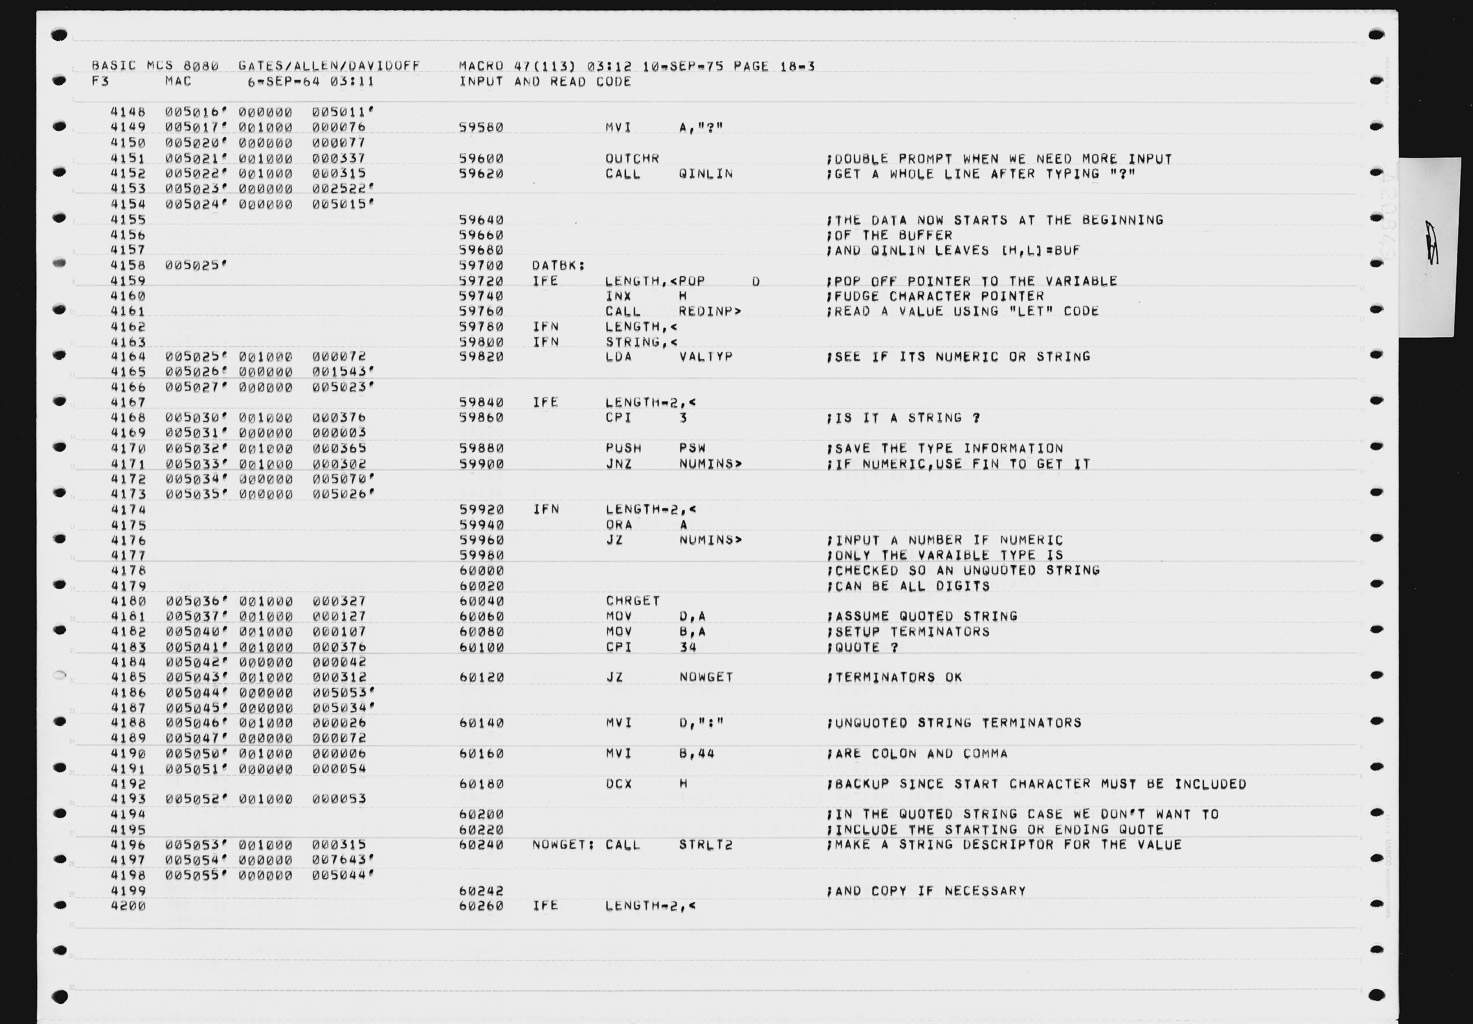 BASIC MCS 8080 GATES/ALLEN/DAVIDOFF MACRO 47(113) 03:12 10-SEP-75 PAGE 18-3
F3 MAC 6-SEP-64 03:11 INPUT AND READ CODE
4148 005016' 000000 005011'
4149 005017' 001000 000076 59580 MVI A,"?"
4150 005020' 000000 000077
4151 005021' 001000 000337 59600 OUTCHR ;DOUBLE PROMPT WHEN WE NEED MORE INPUT
4152 005022' 001000 000315 59620 CALL QINLIN ;GET A WHOLE LINE AFTER TYPING "?"
4153 005023' 000000 002522'
4154 005024' 000000 005015'
4155 59640 ;THE DATA NOW STARTS AT THE BEGINNING
4156 59660 ;OF THE BUFFER
4157 59680 ;AND QINLIN LEAVES [H,L]=BUF
4158 005025' 59700 DATBK:
4159 59720 IFE LENGTH,<POP D ;POP OFF POINTER TO THE VARIABLE
4160 59740 INX H ;FUDGE CHARACTER POINTER
4161 59760 CALL REDINP> ;READ A VALUE USING "LET" CODE
4162 59780 IFN LENGTH,<
4163 59800 IFN STRING,<
4164 005025' 001000 000072 59820 LDA VALTYP ;SEE IF ITS NUMERIC OR STRING
4165 005026' 000000 001543'
4166 005027' 000000 005023'
4167 59840 IFE LENGTH-2,<
4168 005030' 001000 000376 59860 CPI 3 ;IS IT A STRING ?
4169 005031' 000000 000003
4170 005032' 001000 000365 59880 PUSH PSW ;SAVE THE TYPE INFORMATION
4171 005033' 001000 000302 59900 JNZ NUMINS> ;IF NUMERIC,USE FIN TO GET IT
4172 005034' 000000 005070'
4173 005035' 000000 005026'
4174 59920 IFN LENGTH-2,<
4175 59940 ORA A
4176 59960 JZ NUMINS> ;INPUT A NUMBER IF NUMERIC
4177 59980 ;ONLY THE VARAIBLE TYPE IS
4178 60000 ;CHECKED SO AN UNQUOTED STRING
4179 60020 ;CAN BE ALL DIGITS
4180 005036' 001000 000327 60040 CHRGET
4181 005037' 001000 000127 60060 MOV D,A ;ASSUME QUOTED STRING
4182 005040' 001000 000107 60080 MOV B,A ;SETUP TERMINATORS
4183 005041' 001000 000376 60100 CPI 34 ;QUOTE ?
4184 005042' 000000 000042
4185 005043' 001000 000312 60120 JZ NOWGET ;TERMINATORS OK
4186 005044' 000000 005053'
4187 005045' 000000 005034'
4188 005046' 001000 000026 60140 MVI D,":" ;UNQUOTED STRING TERMINATORS
4189 005047' 000000 000072
4190 005050' 001000 000006 60160 MVI B,44 ;ARE COLON AND COMMA
4191 005051' 000000 000054
4192 60180 DCX H ;BACKUP SINCE START CHARACTER MUST BE INCLUDED
4193 005052' 001000 000053
4194 60200 ;IN THE QUOTED STRING CASE WE DON'T WANT TO
4195 60220 ;INCLUDE THE STARTING OR ENDING QUOTE
4196 005053' 001000 000315 60240 NOWGET: CALL STRLT2 ;MAKE A STRING DESCRIPTOR FOR THE VALUE
4197 005054' 000000 007643'
4198 005055' 000000 005044'
4199 60242 ;AND COPY IF NECESSARY
4200 60260 IFE LENGTH-2,<